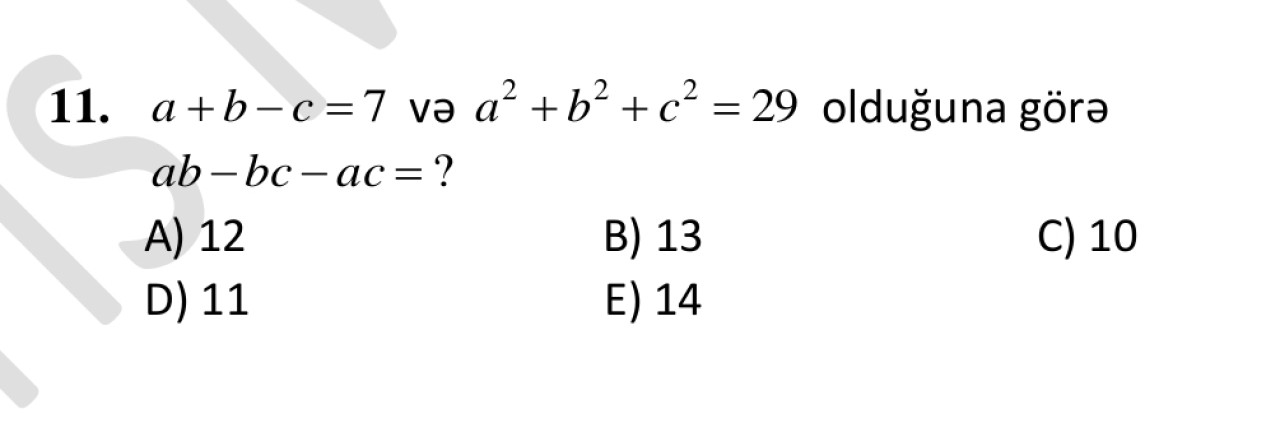 11. a + b − c = 7 və a² + b² + c² = 29 olduğuna görə
ab − bc − ac = ?
A) 12 B) 13 C) 10
D) 11 E) 14